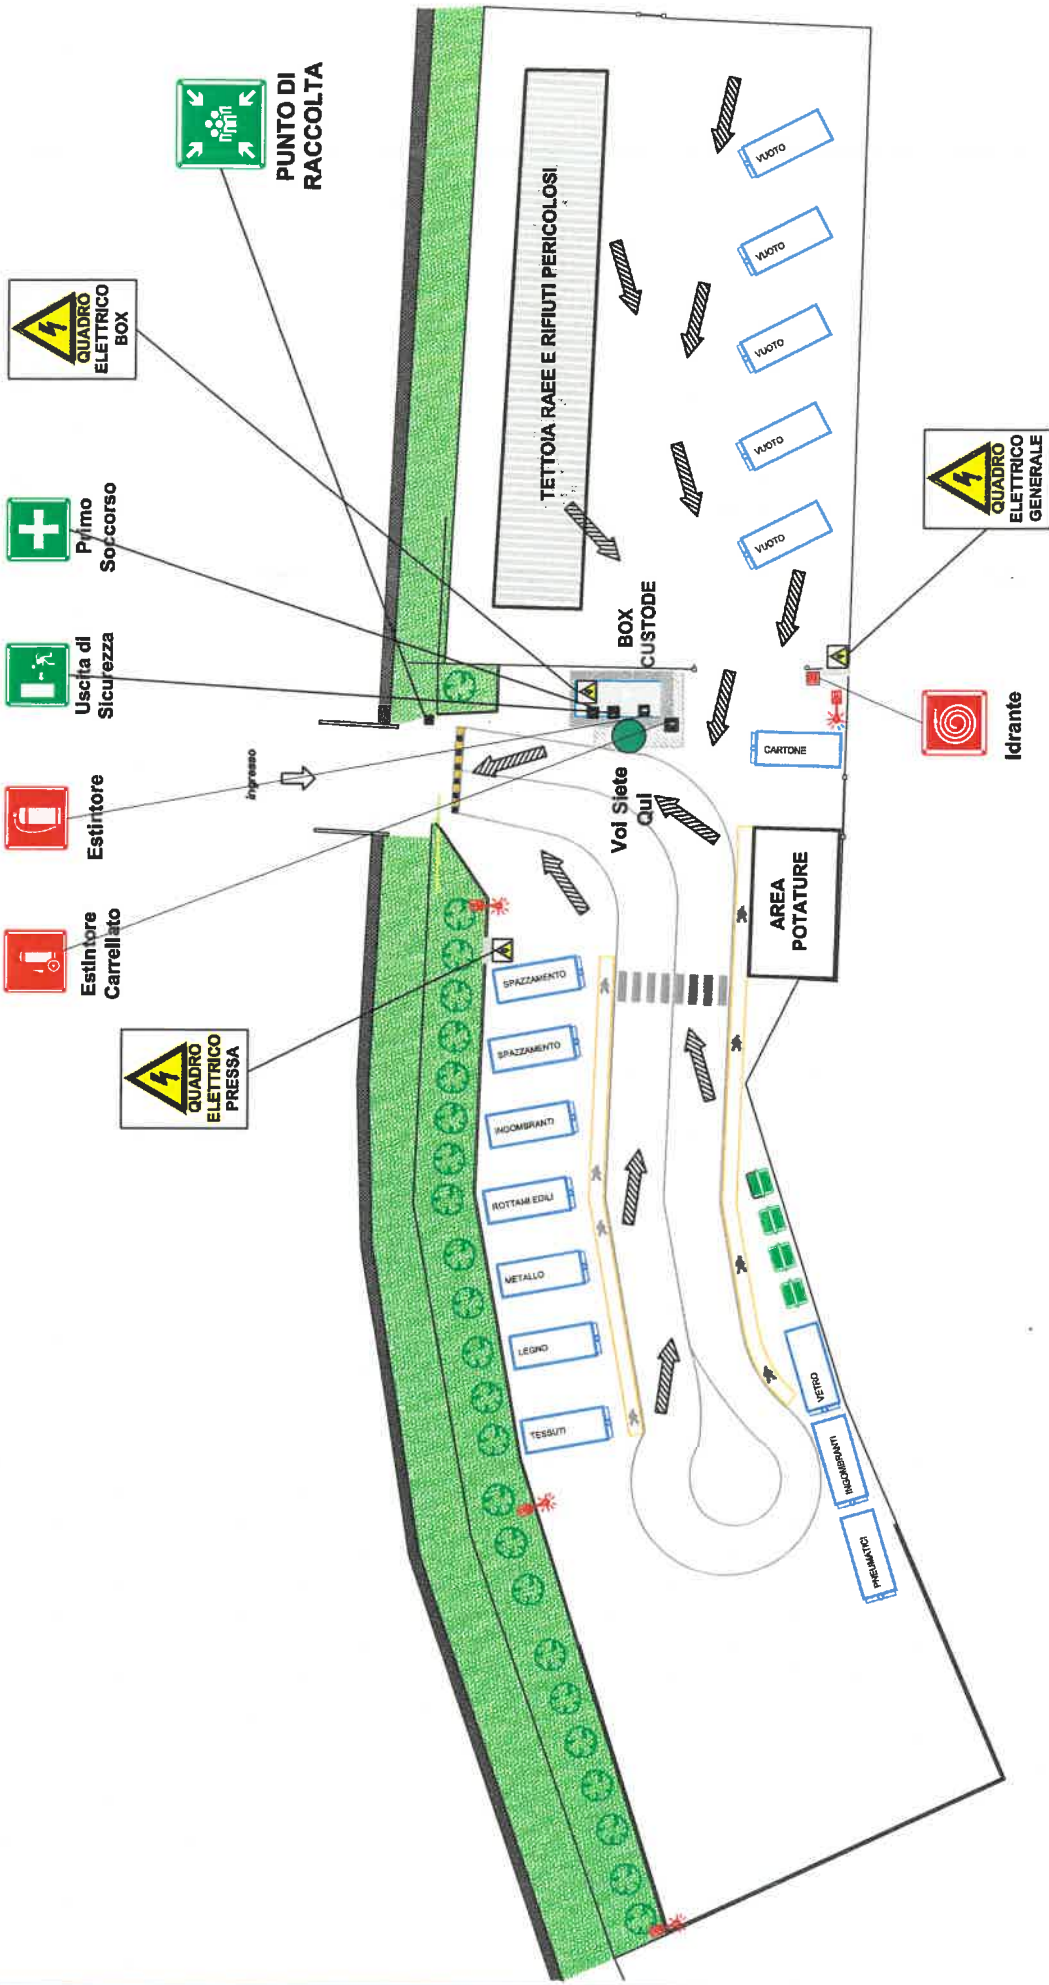 Estintore
Carrellato
Estintore
Uscita di
Sicurezza
Primo
Soccorso
QUADRO
ELETTRICO
BOX
PUNTO DI
RACCOLTA
QUADRO
ELETTRICO
PRESSA
ingresso
TETTOIA RAEE E RIFIUTI PERICOLOSI
BOX
CUSTODE
Voi Siete
Qui
TESSUTI
LEGNO
METALLO
ROTTAMI EDILI
INGOMBRANTI
SPAZZAMENTO
SPAZZAMENTO
PNEUMATICI
INGOMBRANTI
VETRO
AREA
POTATURE
CARTONE
VUOTO
VUOTO
VUOTO
VUOTO
VUOTO
Idrante
QUADRO
ELETTRICO
GENERALE